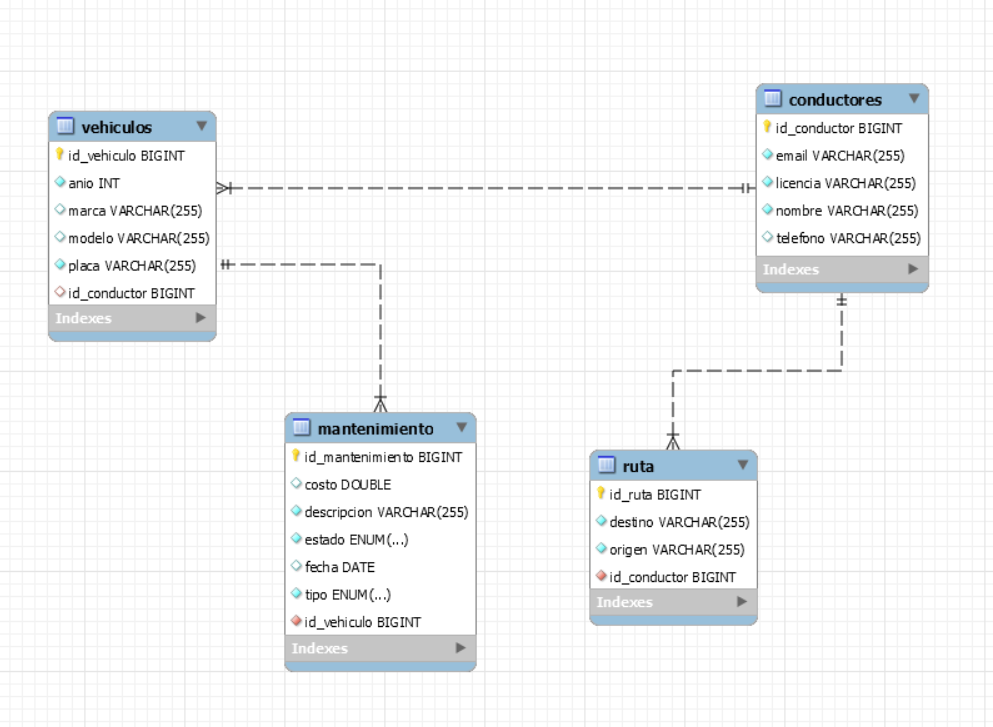 vehiculos
id_vehiculo BIGINT
anio INT
marca VARCHAR(255)
modelo VARCHAR(255)
placa VARCHAR(255)
id_conductor BIGINT
Indexes
conductores
id_conductor BIGINT
email VARCHAR(255)
licencia VARCHAR(255)
nombre VARCHAR(255)
telefono VARCHAR(255)
Indexes
mantenimiento
id_mantenimiento BIGINT
costo DOUBLE
descripcion VARCHAR(255)
estado ENUM(...)
fecha DATE
tipo ENUM(...)
id_vehiculo BIGINT
Indexes
ruta
id_ruta BIGINT
destino VARCHAR(255)
origen VARCHAR(255)
id_conductor BIGINT
Indexes